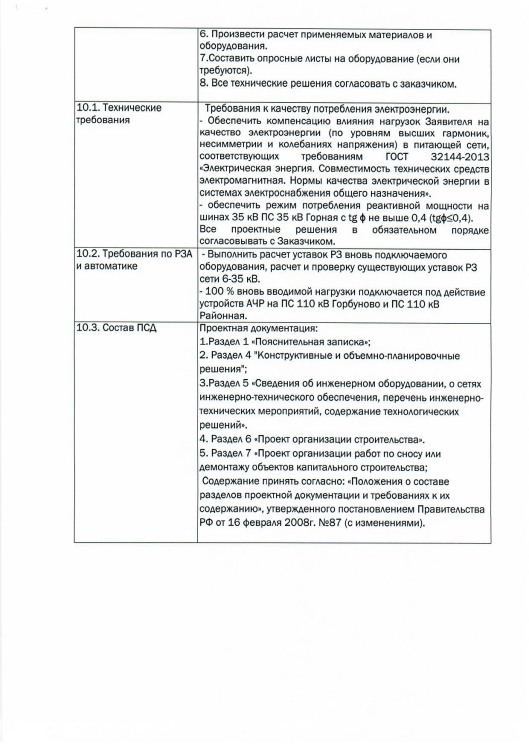 6. Произвести расчет применяемых материалов и
оборудования.
7.Составить опросные листы на оборудование (если они
требуются).
8. Все технические решения согласовать с заказчиком.
10.1. Технические
требования
Требования к качеству потребления электроэнергии.
- Обеспечить компенсацию влияния нагрузок Заявителя на
качество электроэнергии (по уровням высших гармоник,
несимметрии и колебаниях напряжения) в питающей сети,
соответствующих требованиям ГОСТ 32144-2013
«Электрическая энергия. Совместимость технических средств
электромагнитная. Нормы качества электрической энергии в
системах электроснабжения общего назначения».
- обеспечить режим потребления реактивной мощности на
шинах 35 кВ ПС 35 кВ Горная с tg ф не выше 0,4 (tgф≤0,4).
Все проектные решения в обязательном порядке
согласовывать с Заказчиком.
10.2. Требования по РЗА
и автоматике
- Выполнить расчет уставок РЗ вновь подключаемого
оборудования, расчет и проверку существующих уставок РЗ
сети 6-35 кВ.
- 100 % вновь вводимой нагрузки подключается под действие
устройств АЧР на ПС 110 кВ Горбуново и ПС 110 кВ
Районная.
10.3. Состав ПСД
Проектная документация:
1.Раздел 1 «Пояснительная записка»;
2. Раздел 4 "Конструктивные и объемно-планировочные
решения";
3.Раздел 5 «Сведения об инженерном оборудовании, о сетях
инженерно-технического обеспечения, перечень инженерно-
технических мероприятий, содержание технологических
решений».
4. Раздел 6 «Проект организации строительства».
5. Раздел 7 «Проект организации работ по сносу или
демонтажу объектов капитального строительства;
Содержание принять согласно: «Положения о составе
разделов проектной документации и требованиях к их
содержанию», утвержденного постановлением Правительства
РФ от 16 февраля 2008г. №87 (с изменениями).